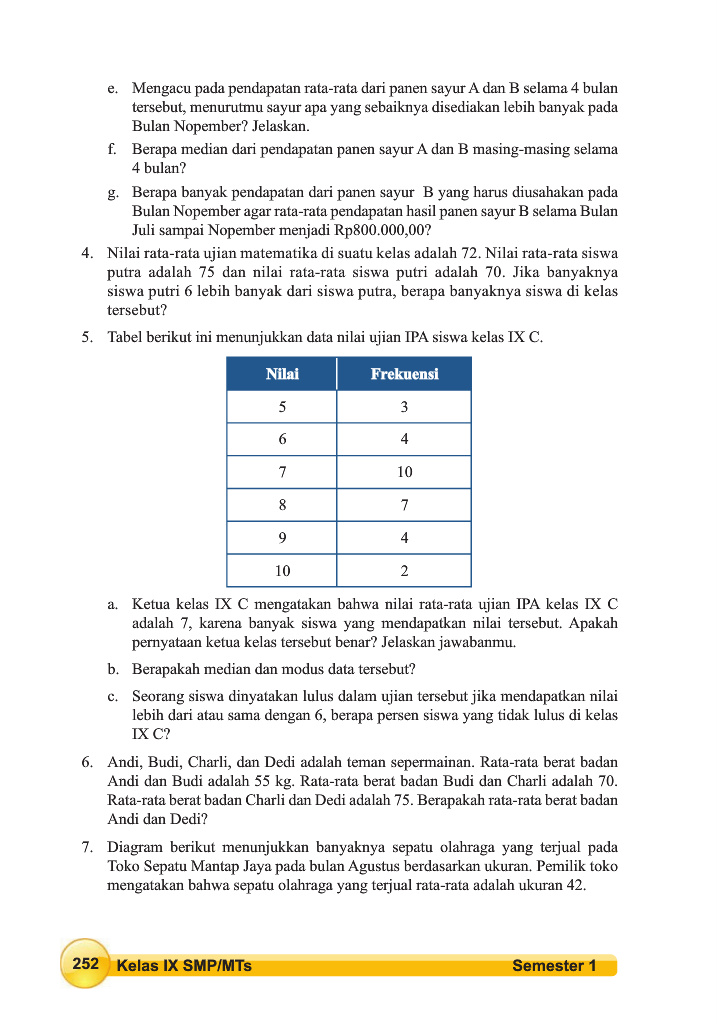 e. Mengacu pada pendapatan rata-rata dari panen sayur A dan B selama 4 bulan
tersebut, menurutmu sayur apa yang sebaiknya disediakan lebih banyak pada
Bulan Nopember? Jelaskan.
f. Berapa median dari pendapatan panen sayur A dan B masing-masing selama
4 bulan?
g. Berapa banyak pendapatan dari panen sayur B yang harus diusahakan pada
Bulan Nopember agar rata-rata pendapatan hasil panen sayur B selama Bulan
Juli sampai Nopember menjadi Rp800.000,00?
4. Nilai rata-rata ujian matematika di suatu kelas adalah 72. Nilai rata-rata siswa
putra adalah 75 dan nilai rata-rata siswa putri adalah 70. Jika banyaknya
siswa putri 6 lebih banyak dari siswa putra, berapa banyaknya siswa di kelas
tersebut?
5. Tabel berikut ini menunjukkan data nilai ujian IPA siswa kelas IX C.
Nilai Frekuensi
5 3
6 4
7 10
8 7
9 4
10 2
a. Ketua kelas IX C mengatakan bahwa nilai rata-rata ujian IPA kelas IX C
adalah 7, karena banyak siswa yang mendapatkan nilai tersebut. Apakah
pernyataan ketua kelas tersebut benar? Jelaskan jawabanmu.
b. Berapakah median dan modus data tersebut?
c. Seorang siswa dinyatakan lulus dalam ujian tersebut jika mendapatkan nilai
lebih dari atau sama dengan 6, berapa persen siswa yang tidak lulus di kelas
IX C?
6. Andi, Budi, Charli, dan Dedi adalah teman sepermainan. Rata-rata berat badan
Andi dan Budi adalah 55 kg. Rata-rata berat badan Budi dan Charli adalah 70.
Rata-rata berat badan Charli dan Dedi adalah 75. Berapakah rata-rata berat badan
Andi dan Dedi?
7. Diagram berikut menunjukkan banyaknya sepatu olahraga yang terjual pada
Toko Sepatu Mantap Jaya pada bulan Agustus berdasarkan ukuran. Pemilik toko
mengatakan bahwa sepatu olahraga yang terjual rata-rata adalah ukuran 42.
252 Kelas IX SMP/MTs Semester 1